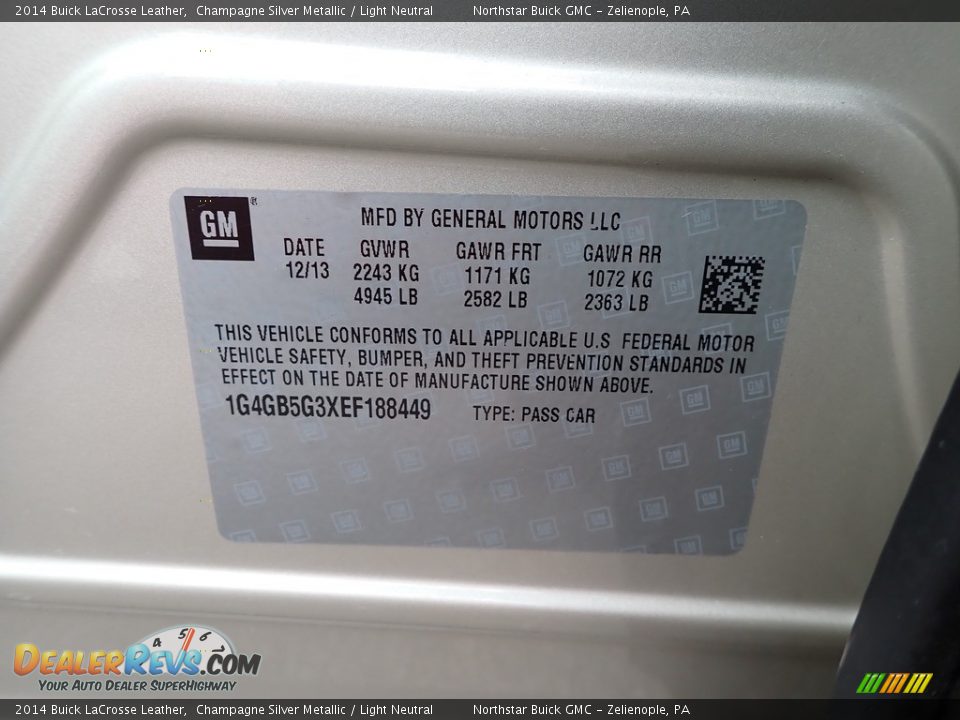 2014 Buick LaCrosse Leather, Champagne Silver Metallic / Light Neutral Northstar Buick GMC - Zelienople, PA
GM ®
MFD BY GENERAL MOTORS LLC
DATE GVWR GAWR FRT GAWR RR
12/13 2243 KG 1171 KG 1072 KG
4945 LB 2582 LB 2363 LB
THIS VEHICLE CONFORMS TO ALL APPLICABLE U.S FEDERAL MOTOR
VEHICLE SAFETY, BUMPER, AND THEFT PREVENTION STANDARDS IN
EFFECT ON THE DATE OF MANUFACTURE SHOWN ABOVE.
1G4GB5G3XEF188449 TYPE: PASS CAR
4 5 6
DEALERREVS.COM
YOUR AUTO DEALER SUPERHIGHWAY
2014 Buick LaCrosse Leather, Champagne Silver Metallic / Light Neutral Northstar Buick GMC - Zelienople, PA